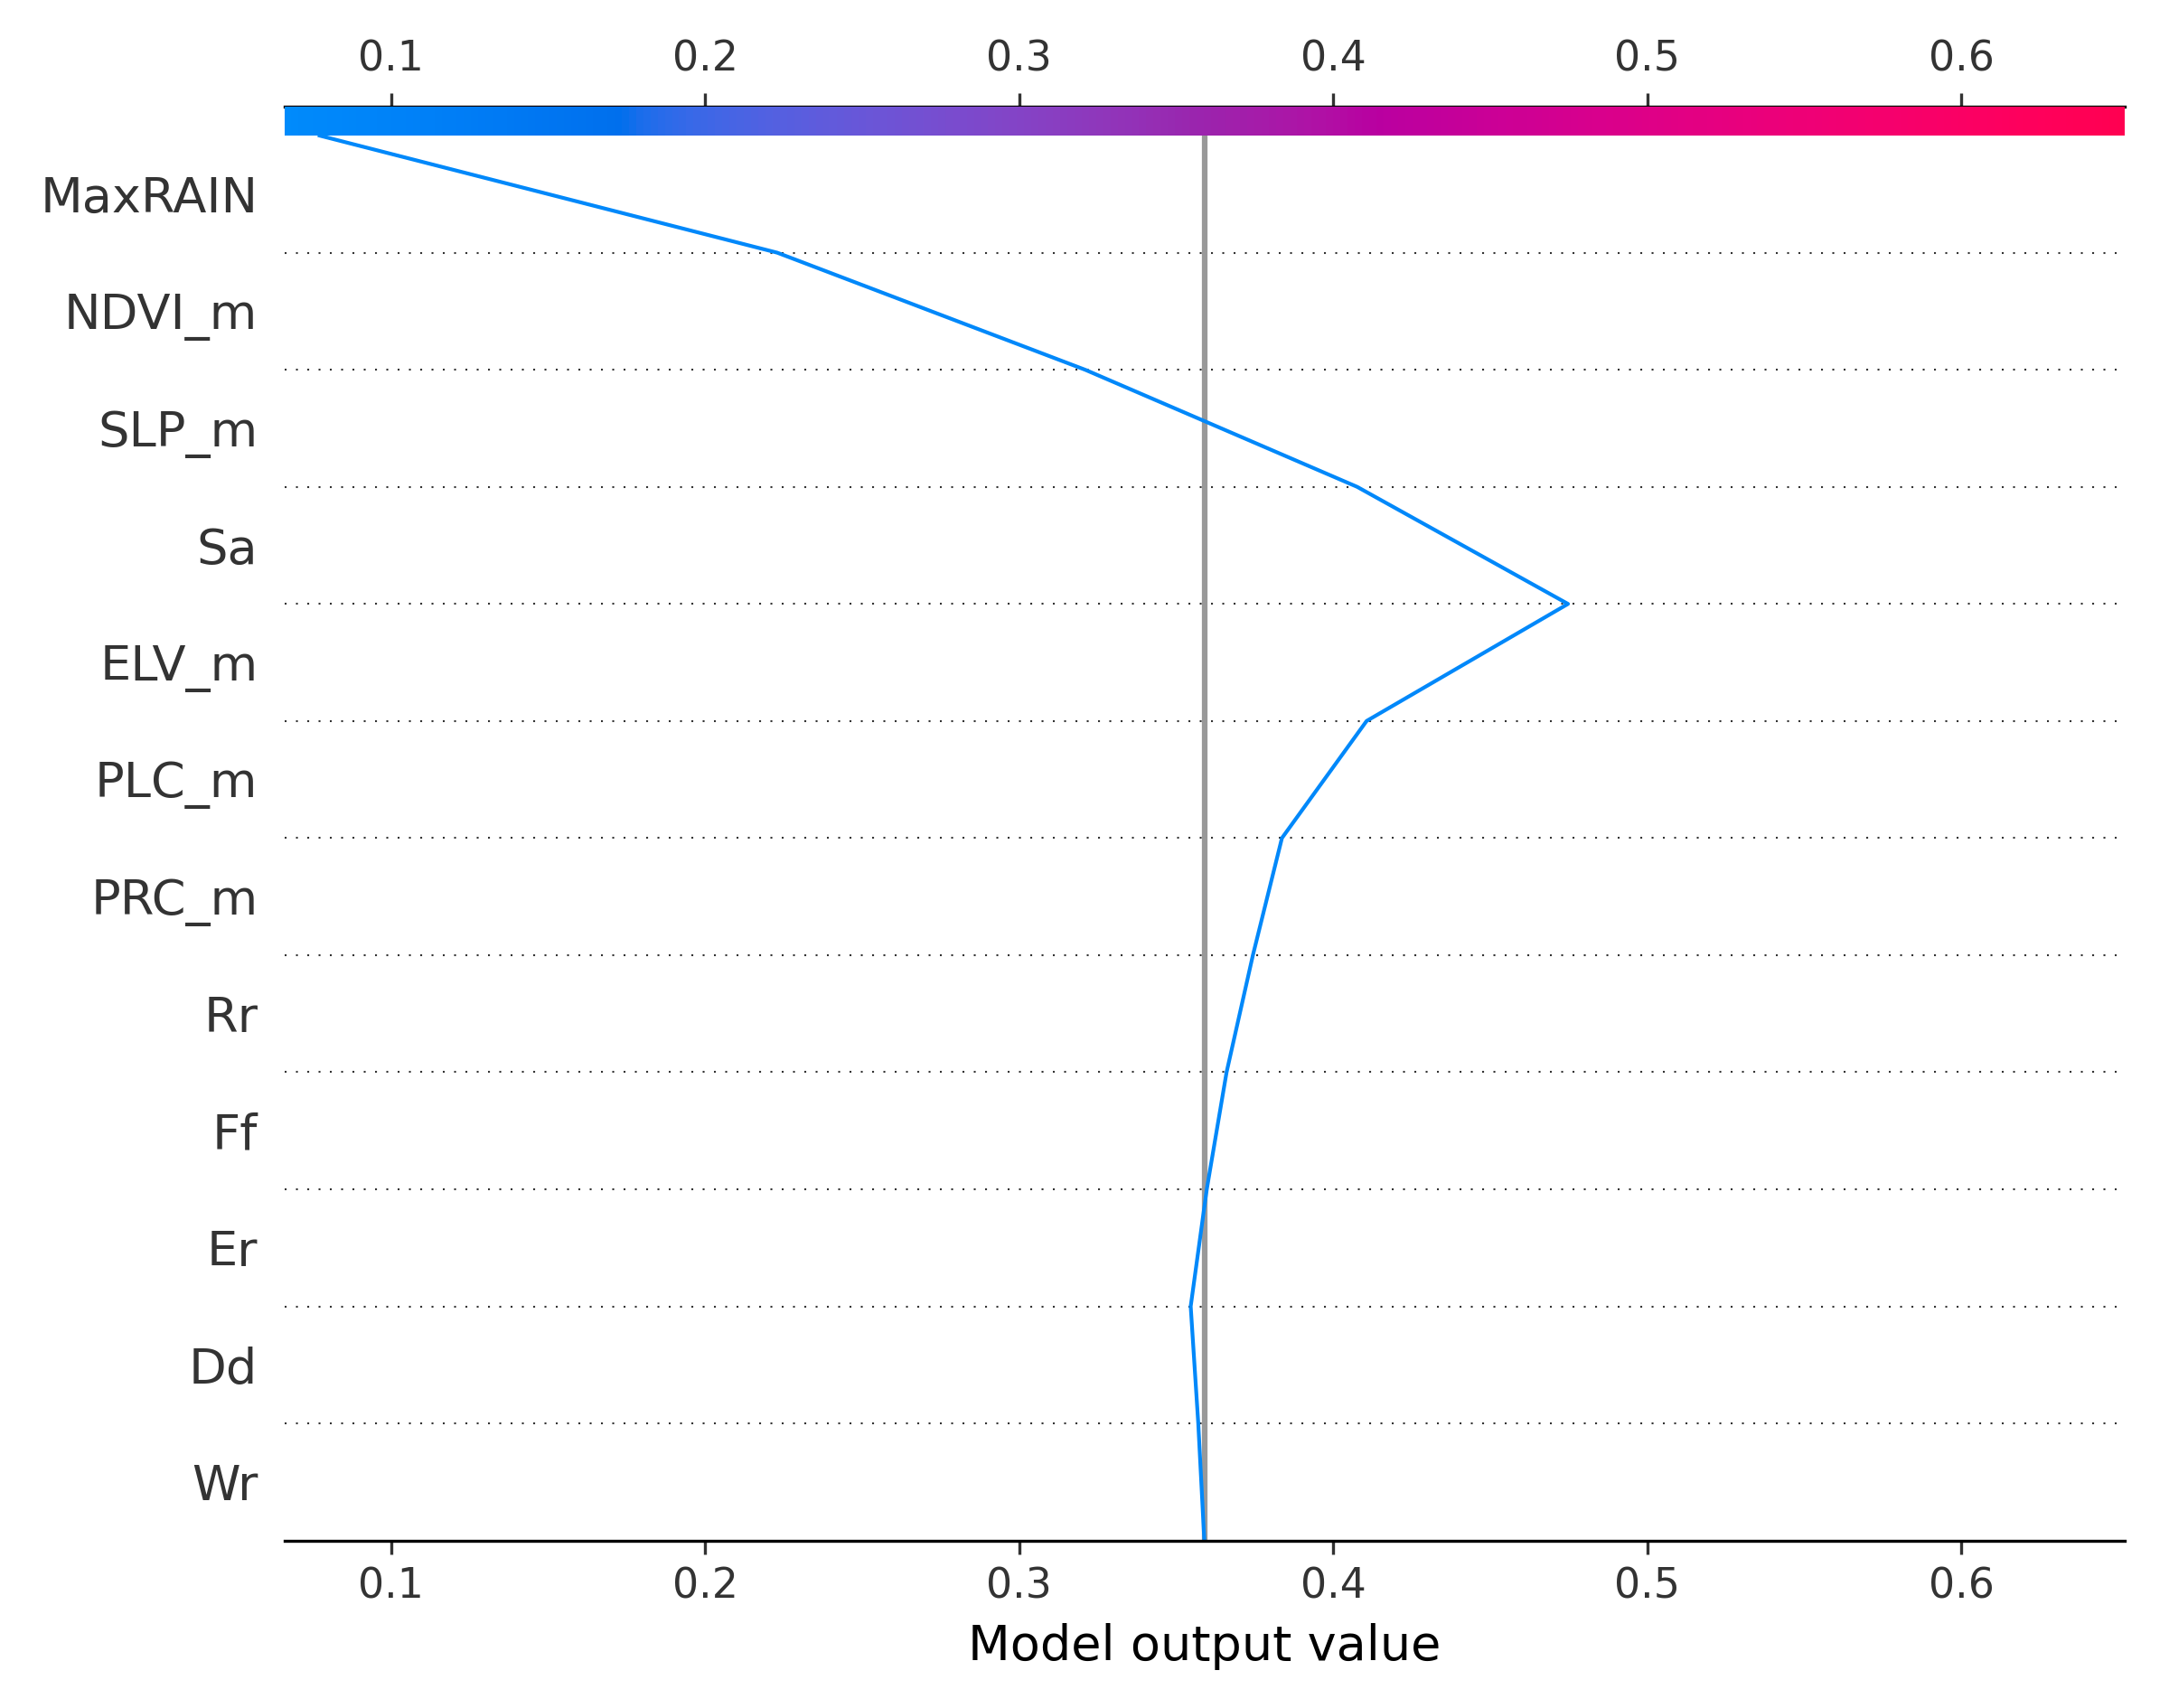 0.1 0.2 0.3 0.4 0.5 0.6
MaxRAIN
NDVI_m
SLP_m
Sa
ELV_m
PLC_m
PRC_m
Rr
Ff
Er
Dd
Wr
0.1 0.2 0.3 0.4 0.5 0.6
Model output value